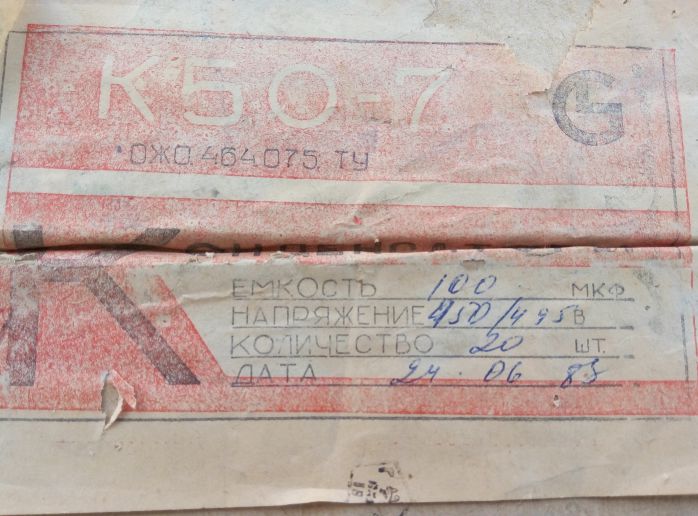 К50-7
ОЖО.464.075.ТУ
КОНДЕНСАТ
ЕМКОСТЬ 100 МКФ
НАПРЯЖЕНИЕ 450/495 В
КОЛИЧЕСТВО 20 ШТ.
ДАТА 24.06 83